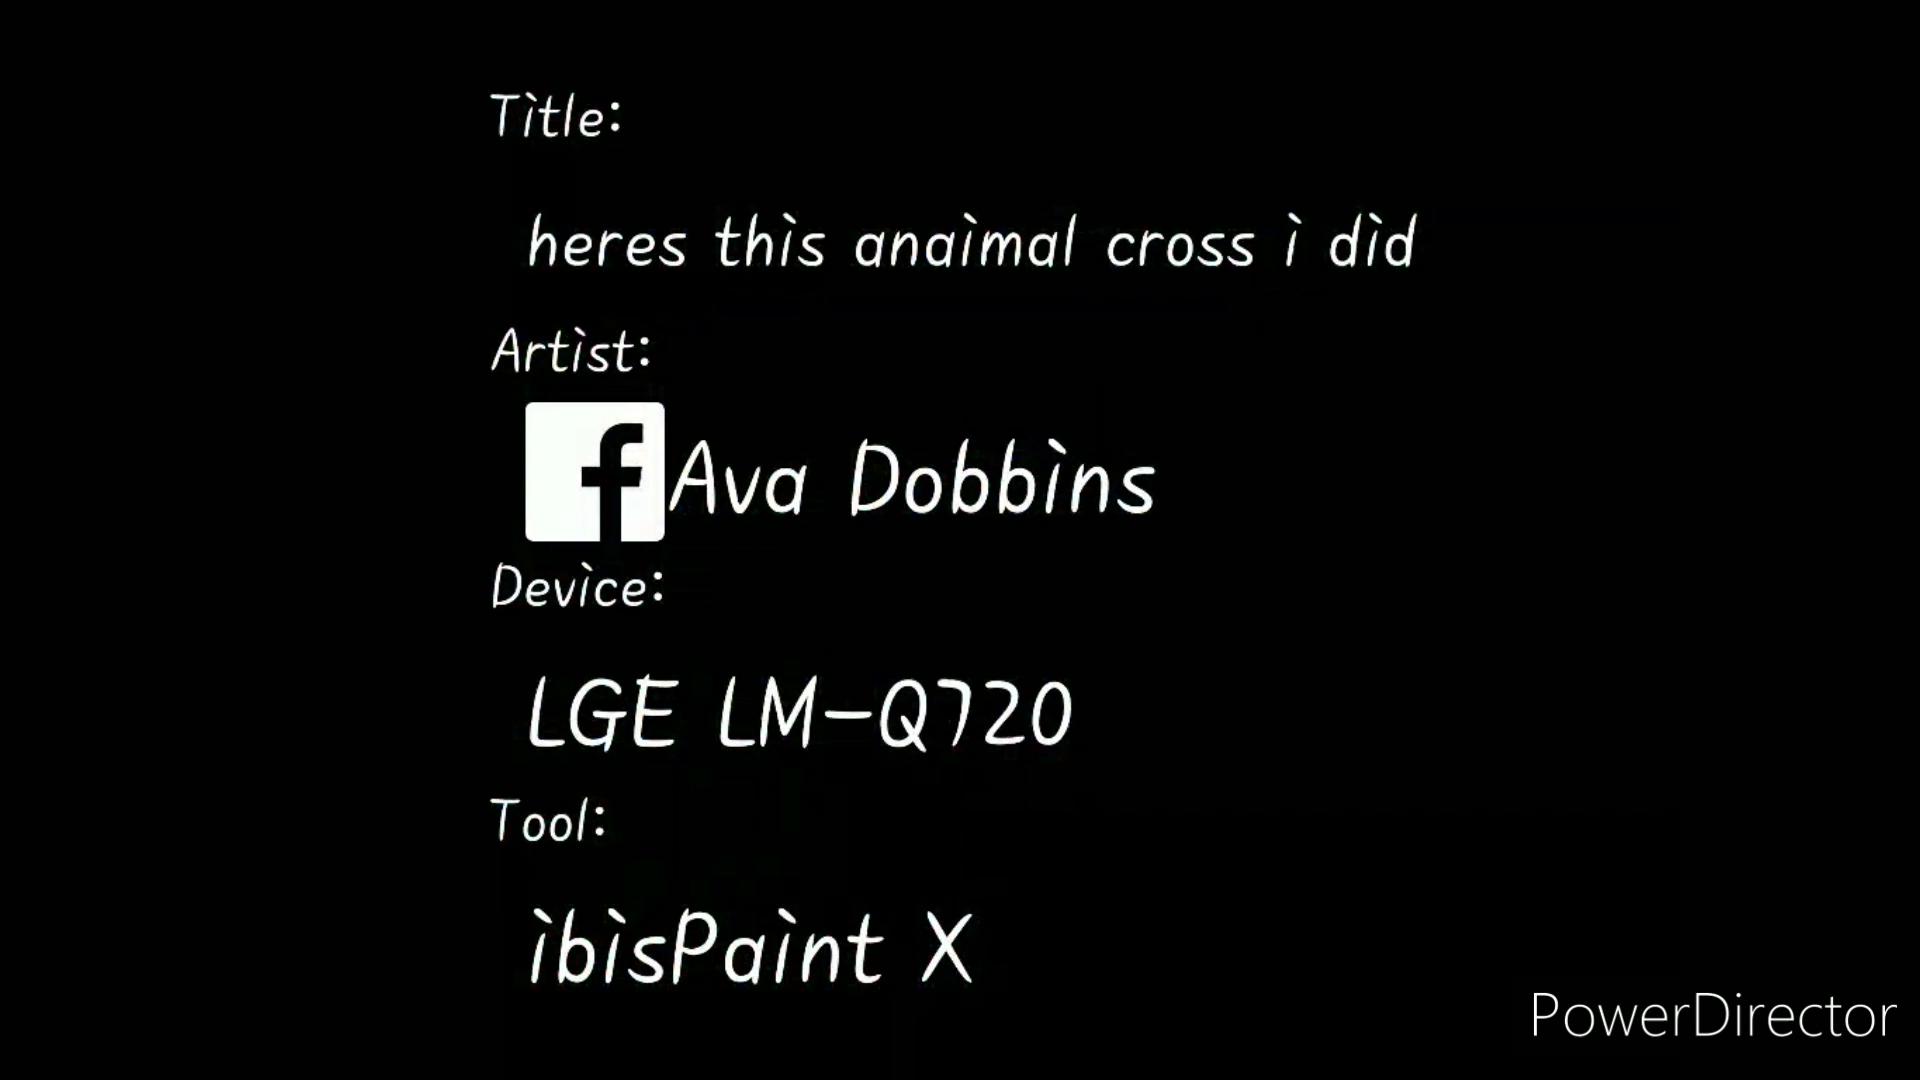 Title:
heres this anaimal cross i did
Artist:
f Ava Dobbins
Device:
LGE LM-Q720
Tool:
ibisPaint X
PowerDirector